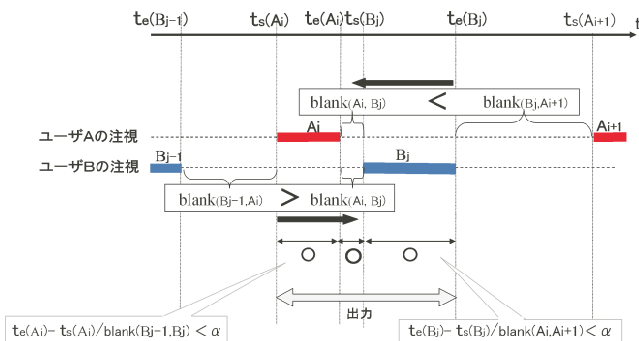 te(Bj−1) ts(Ai) te(Ai) ts(Bj) te(Bj) ts(Ai+1)
t
blank(Ai, Bj) < blank(Bj,Ai+1)
ユーザAの注視 Ai Ai+1
ユーザBの注視 Bj-1 Bj
blank(Bj-1,Ai) > blank(Ai, Bj)
○ ○ ○
出力
te(Ai)− ts(Ai)/blank(Bj-1,Bj) < α
te(Bj)− ts(Bj)/blank(Ai,Ai+1) < α